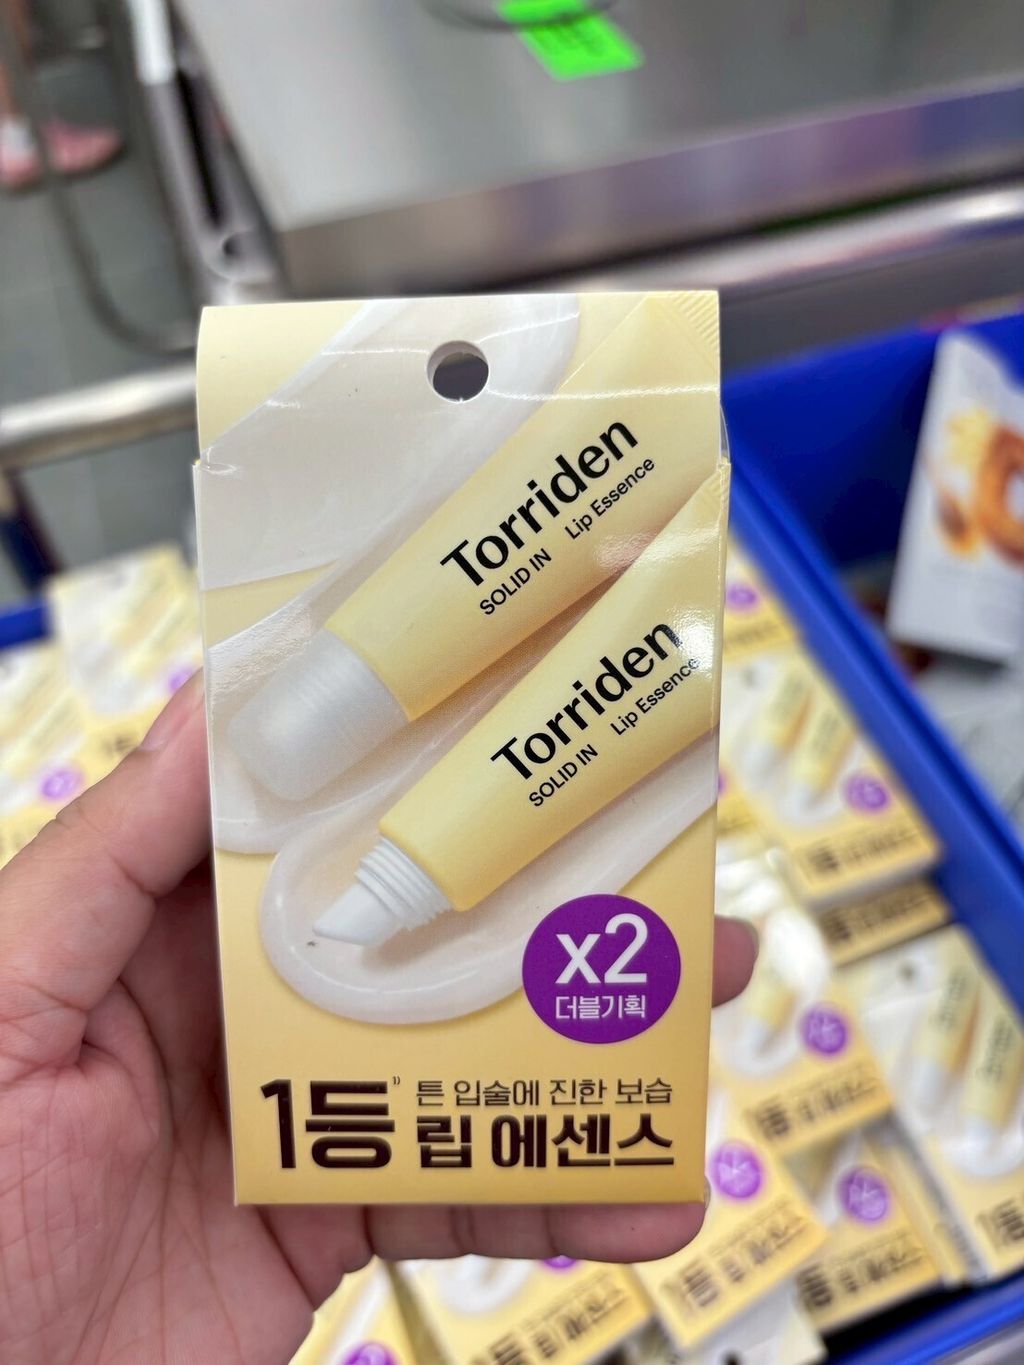 Torriden
SOLID IN Lip Essence
Torriden
SOLID IN Lip Essence
x2
더블기획
1등 1)
튼 입술에 진한 보습
립 에센스